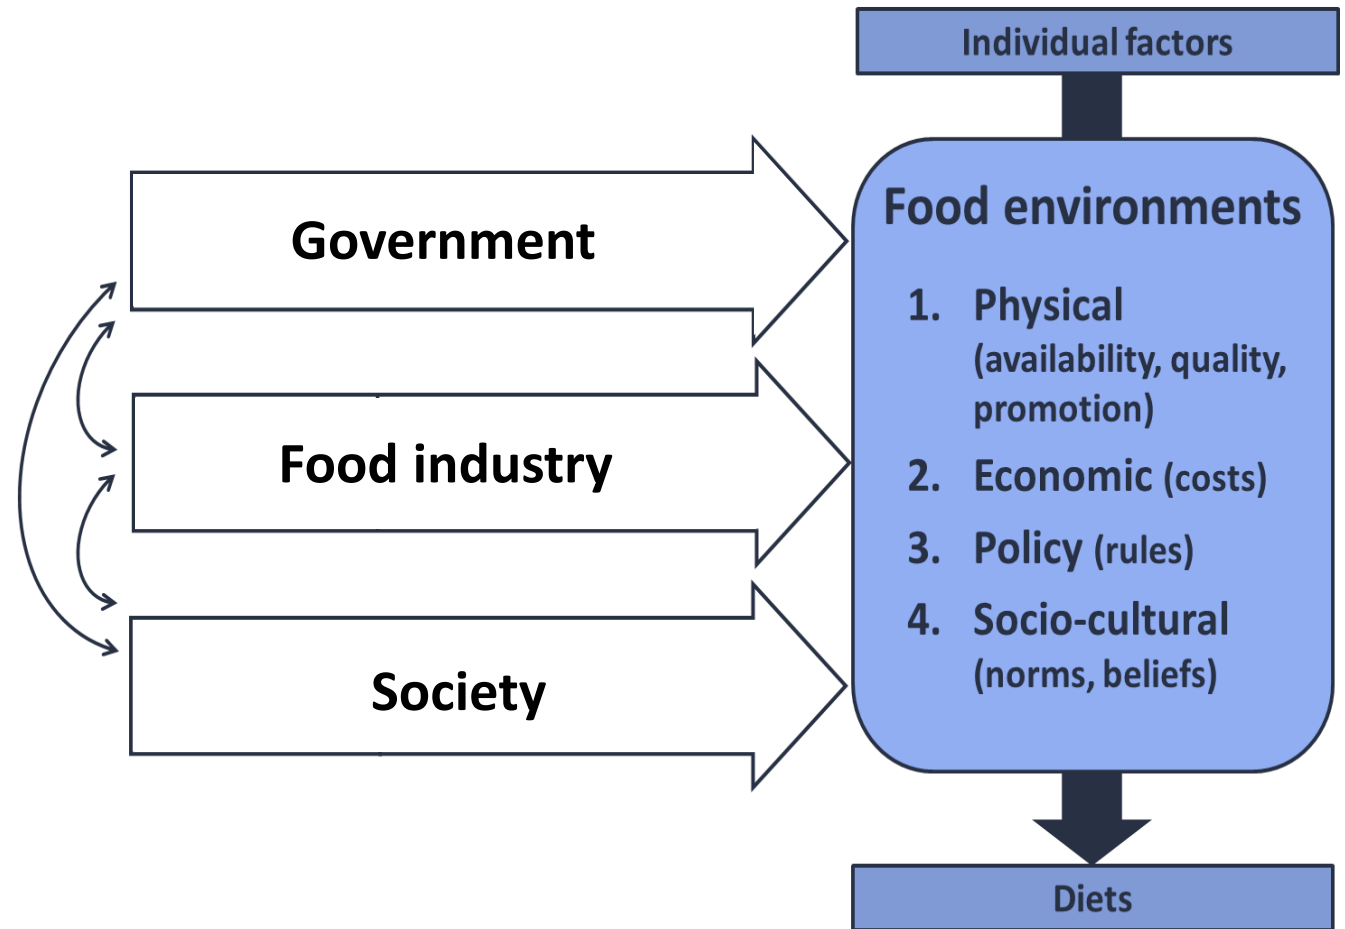 Individual factors
Government
Food industry
Society
Food environments
1. Physical
(availability, quality,
promotion)
2. Economic (costs)
3. Policy (rules)
4. Socio-cultural
(norms, beliefs)
Diets